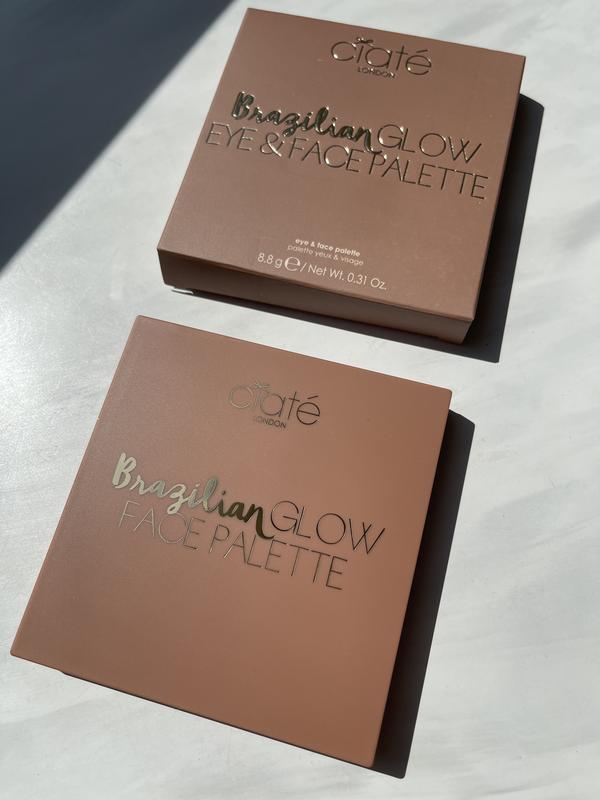 ciaté
LONDON
Brazilian GLOW
EYE & FACE PALETTE
eye & face palette
palette yeux & visage
8.8 g ℮ / Net Wt. 0.31 Oz.
ciaté
LONDON
Brazilian GLOW
FACE PALETTE